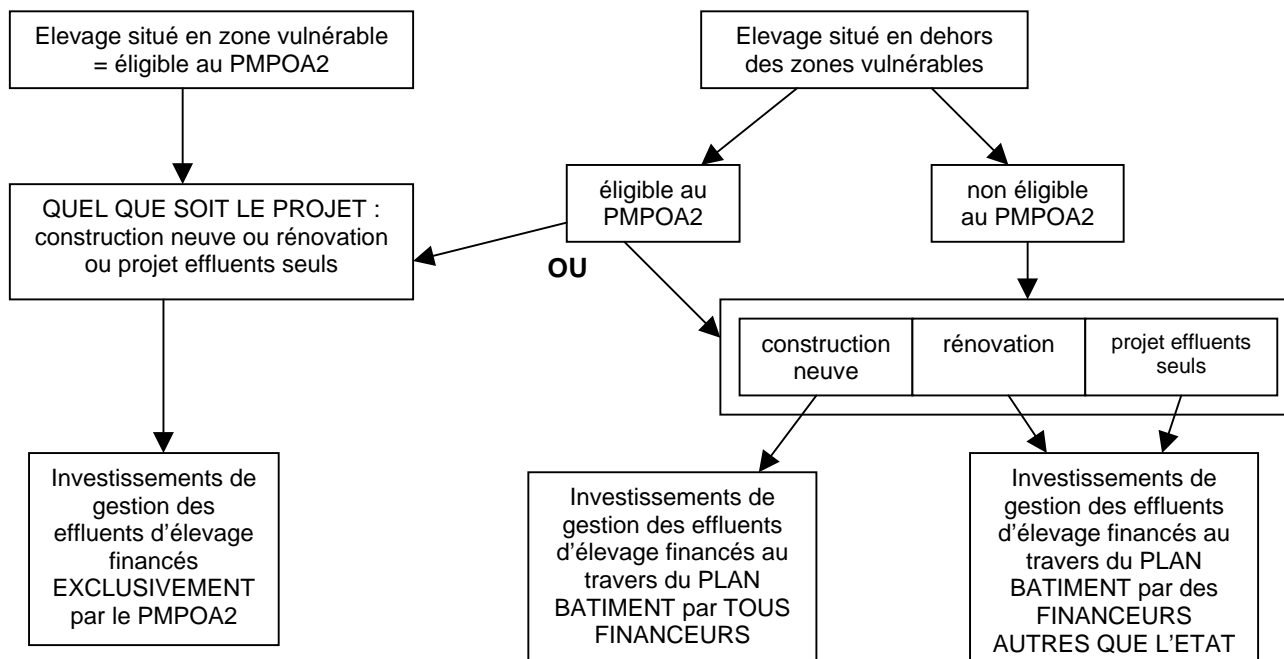 Elevage situé en zone vulnérable
= éligible au PMPOA2
Elevage situé en dehors
des zones vulnérables
éligible au
PMPOA2
non éligible
au PMPOA2
QUEL QUE SOIT LE PROJET :
construction neuve ou rénovation
ou projet effluents seuls
OU
construction
neuve
rénovation
projet effluents
seuls
Investissements de
gestion des
effluents d’élevage
financés
EXCLUSIVEMENT
par le PMPOA2
Investissements de
gestion des effluents
d’élevage financés au
travers du PLAN
BATIMENT par TOUS
FINANCEURS
Investissements de
gestion des effluents
d’élevage financés au
travers du PLAN
BATIMENT par des
FINANCEURS
AUTRES QUE L’ETAT